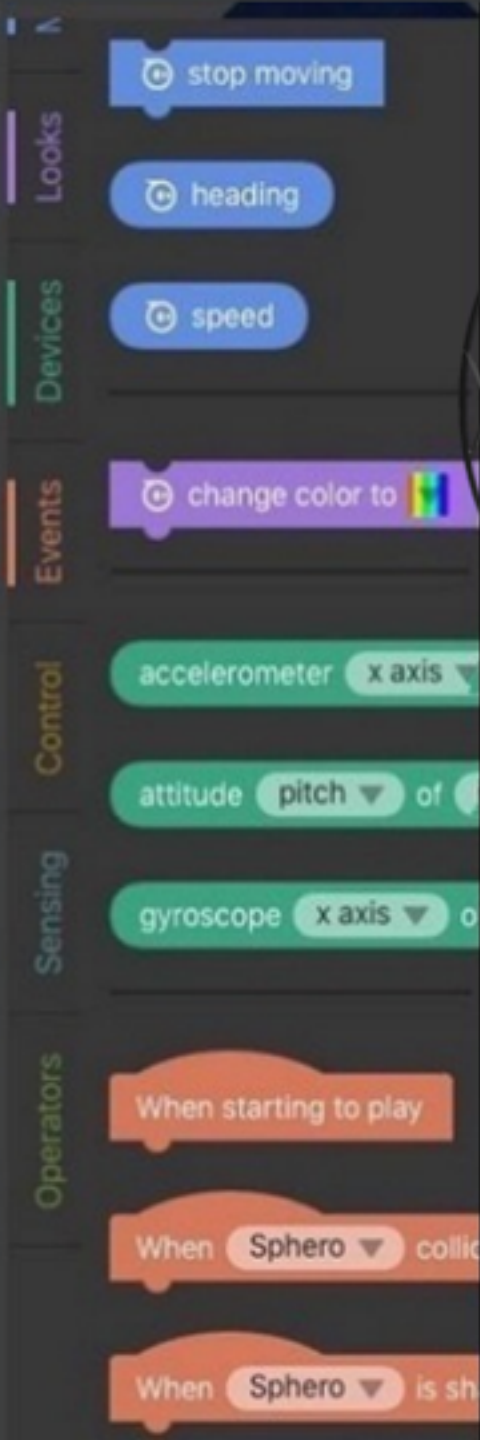 stop moving
heading
speed
change color to
accelerometer x axis
attitude pitch of
gyroscope x axis
When starting to play
When Sphero
When Sphero is
Looks
Devices
Events
Control
Sensing
Operators